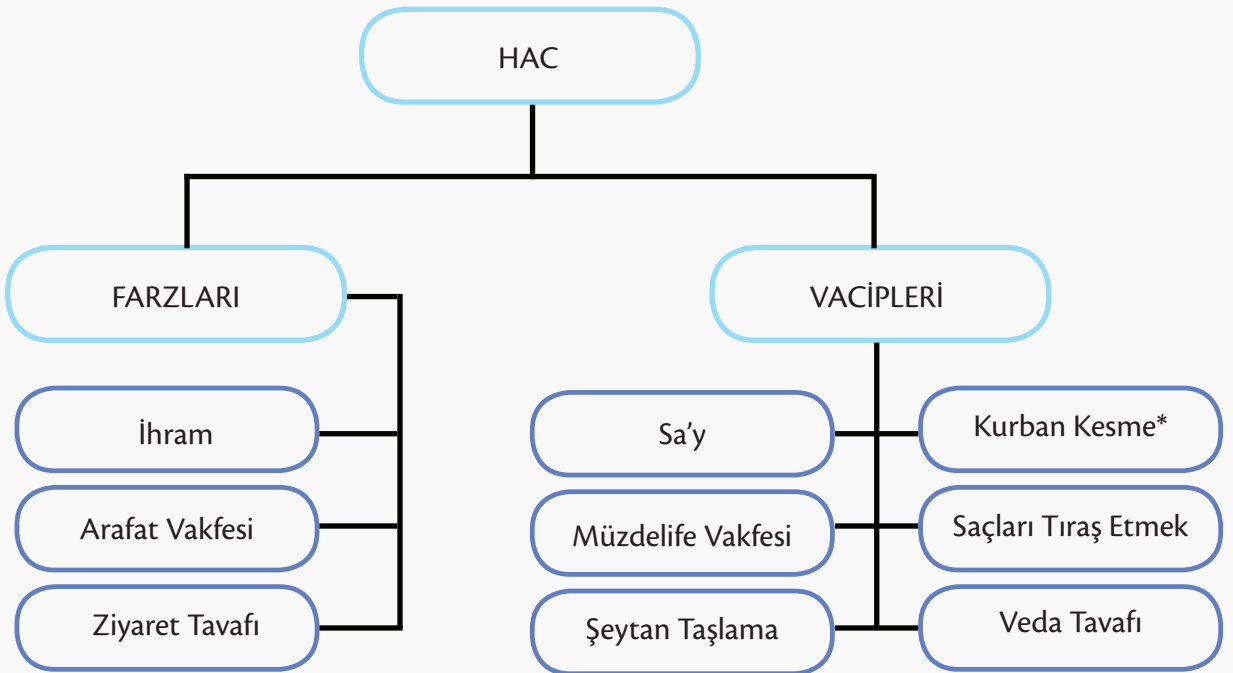 HAC
FARZLARI
İhram
Arafat Vakfesi
Ziyaret Tavafı
VACİPLERİ
Sa’y
Müzdelife Vakfesi
Şeytan Taşlama
Kurban Kesme*
Saçları Tıraş Etmek
Veda Tavafı